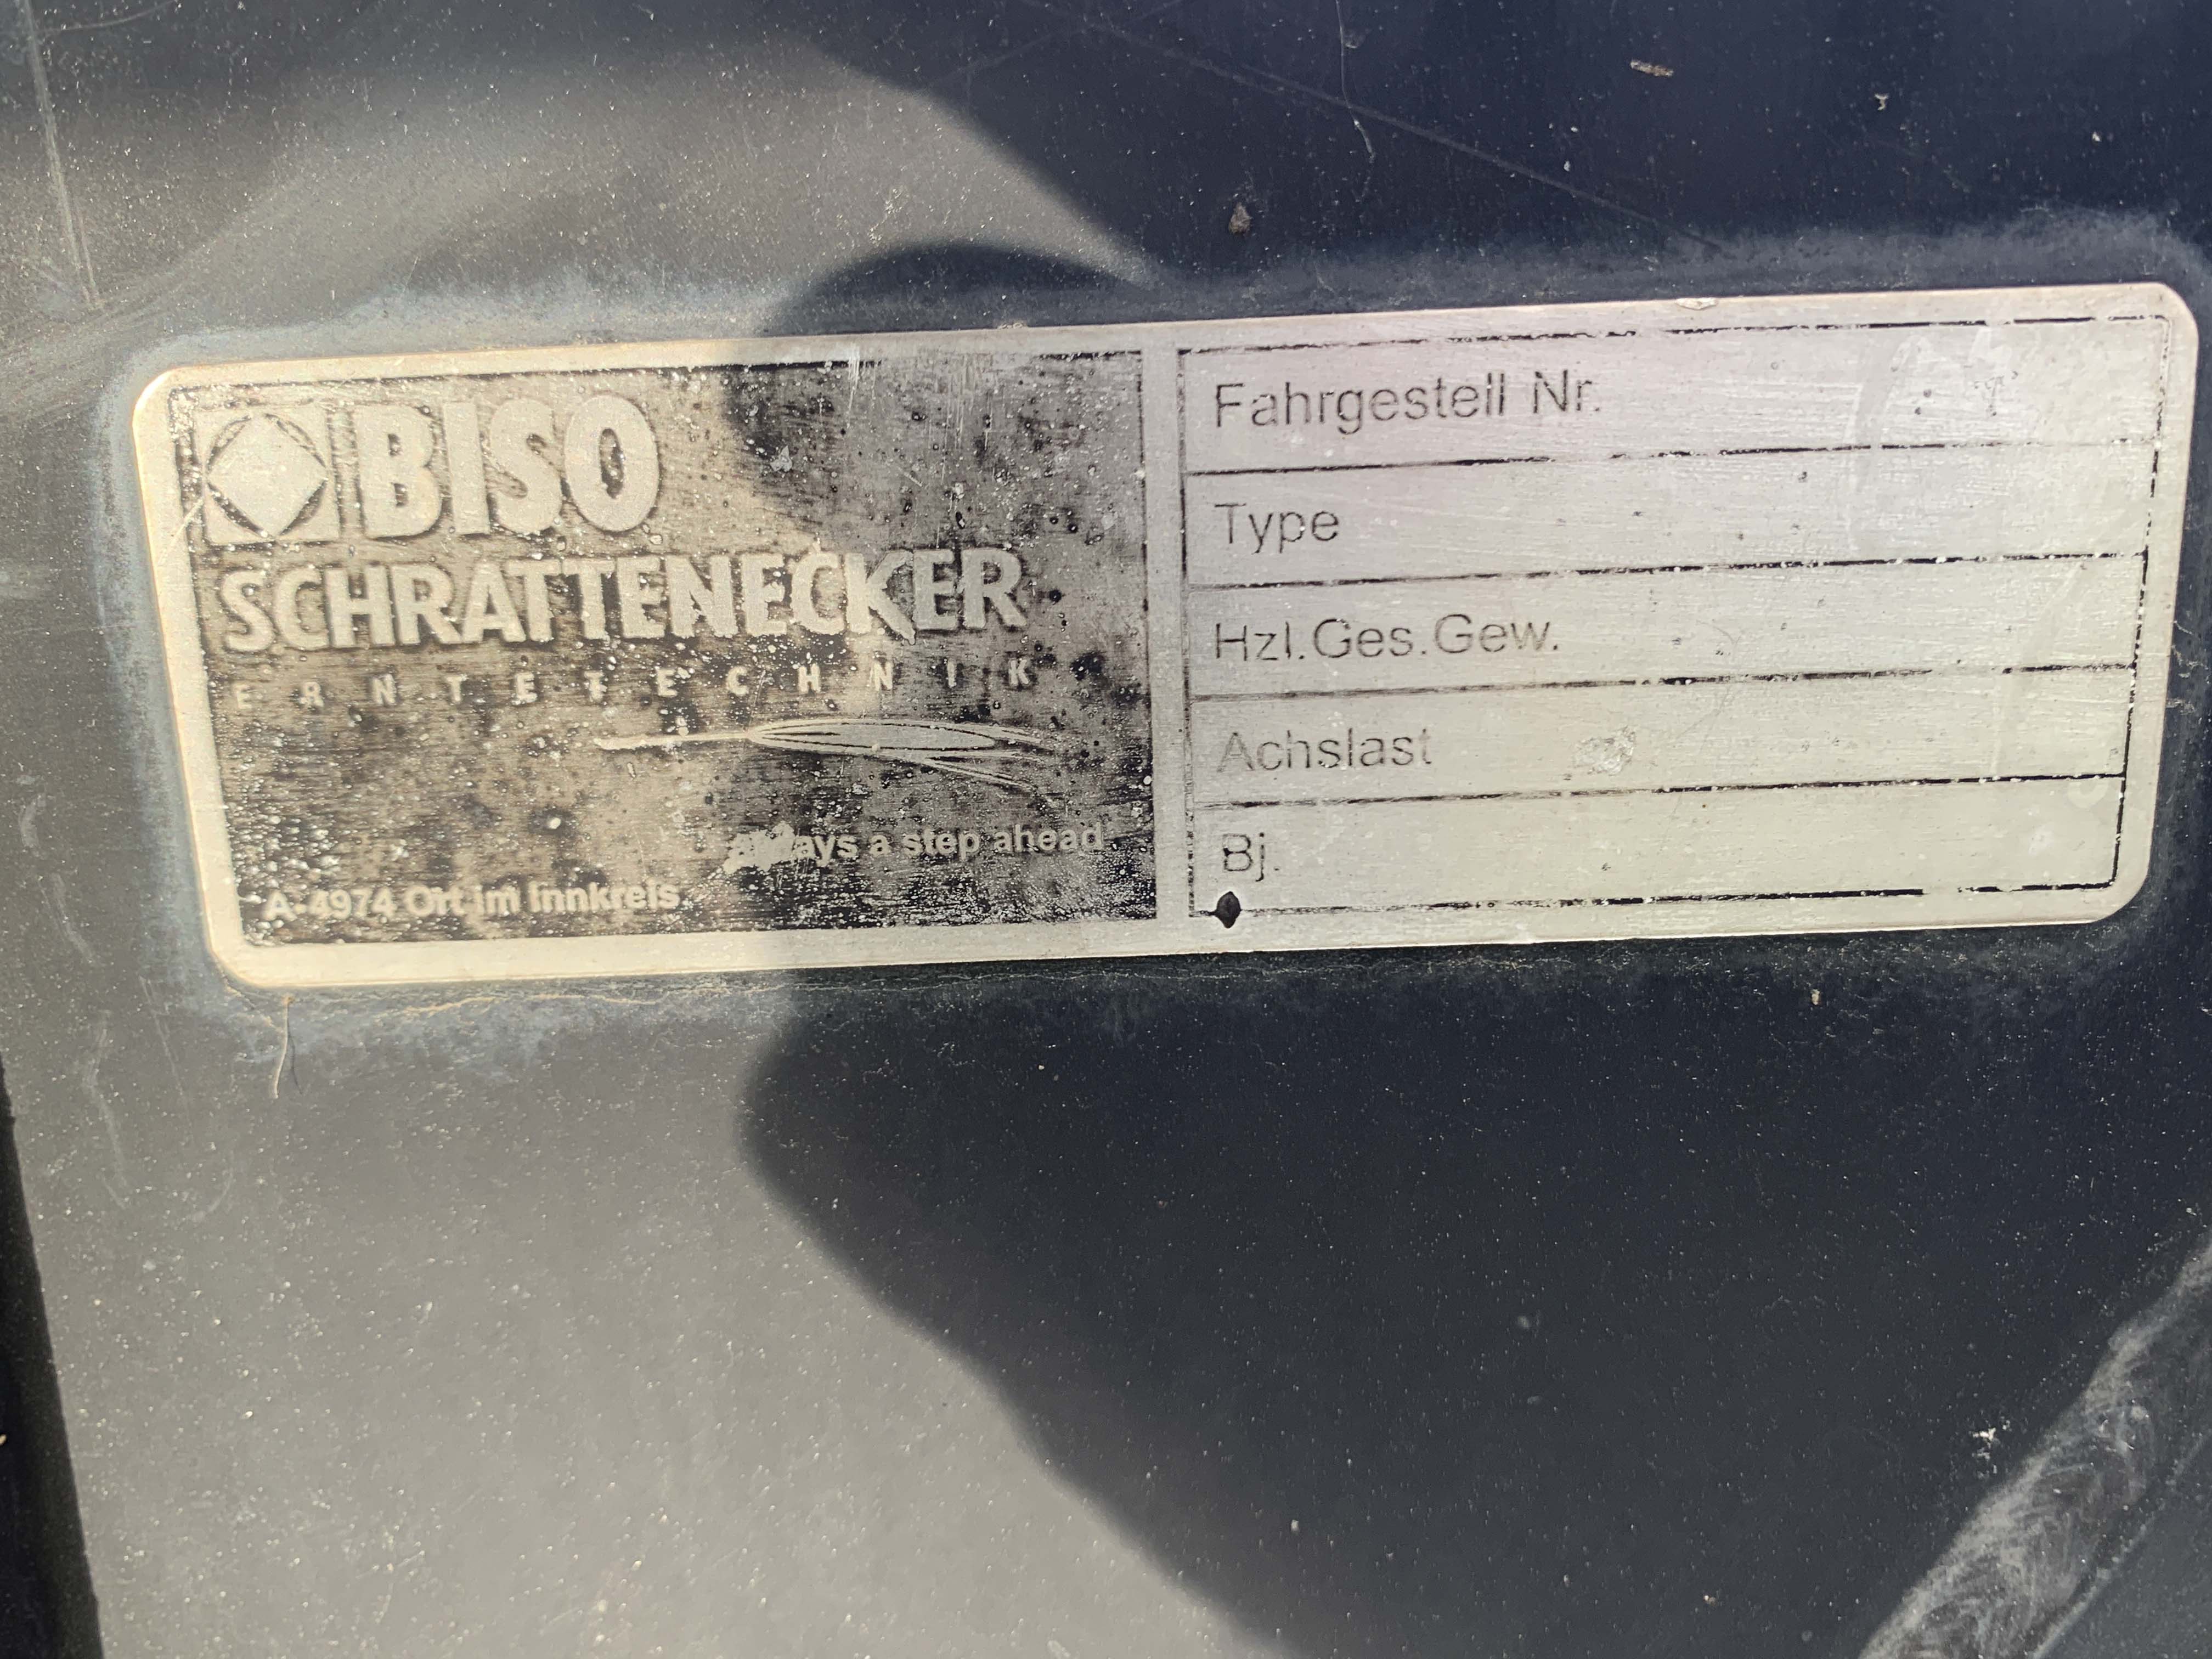 BISO
SCHRATTENECKER
ERNTETECHNIK
always a step ahead
A-4974 Ort im Innkreis
Fahrgestell Nr.
Type
Hzl.Ges.Gew.
Achslast
Bj.